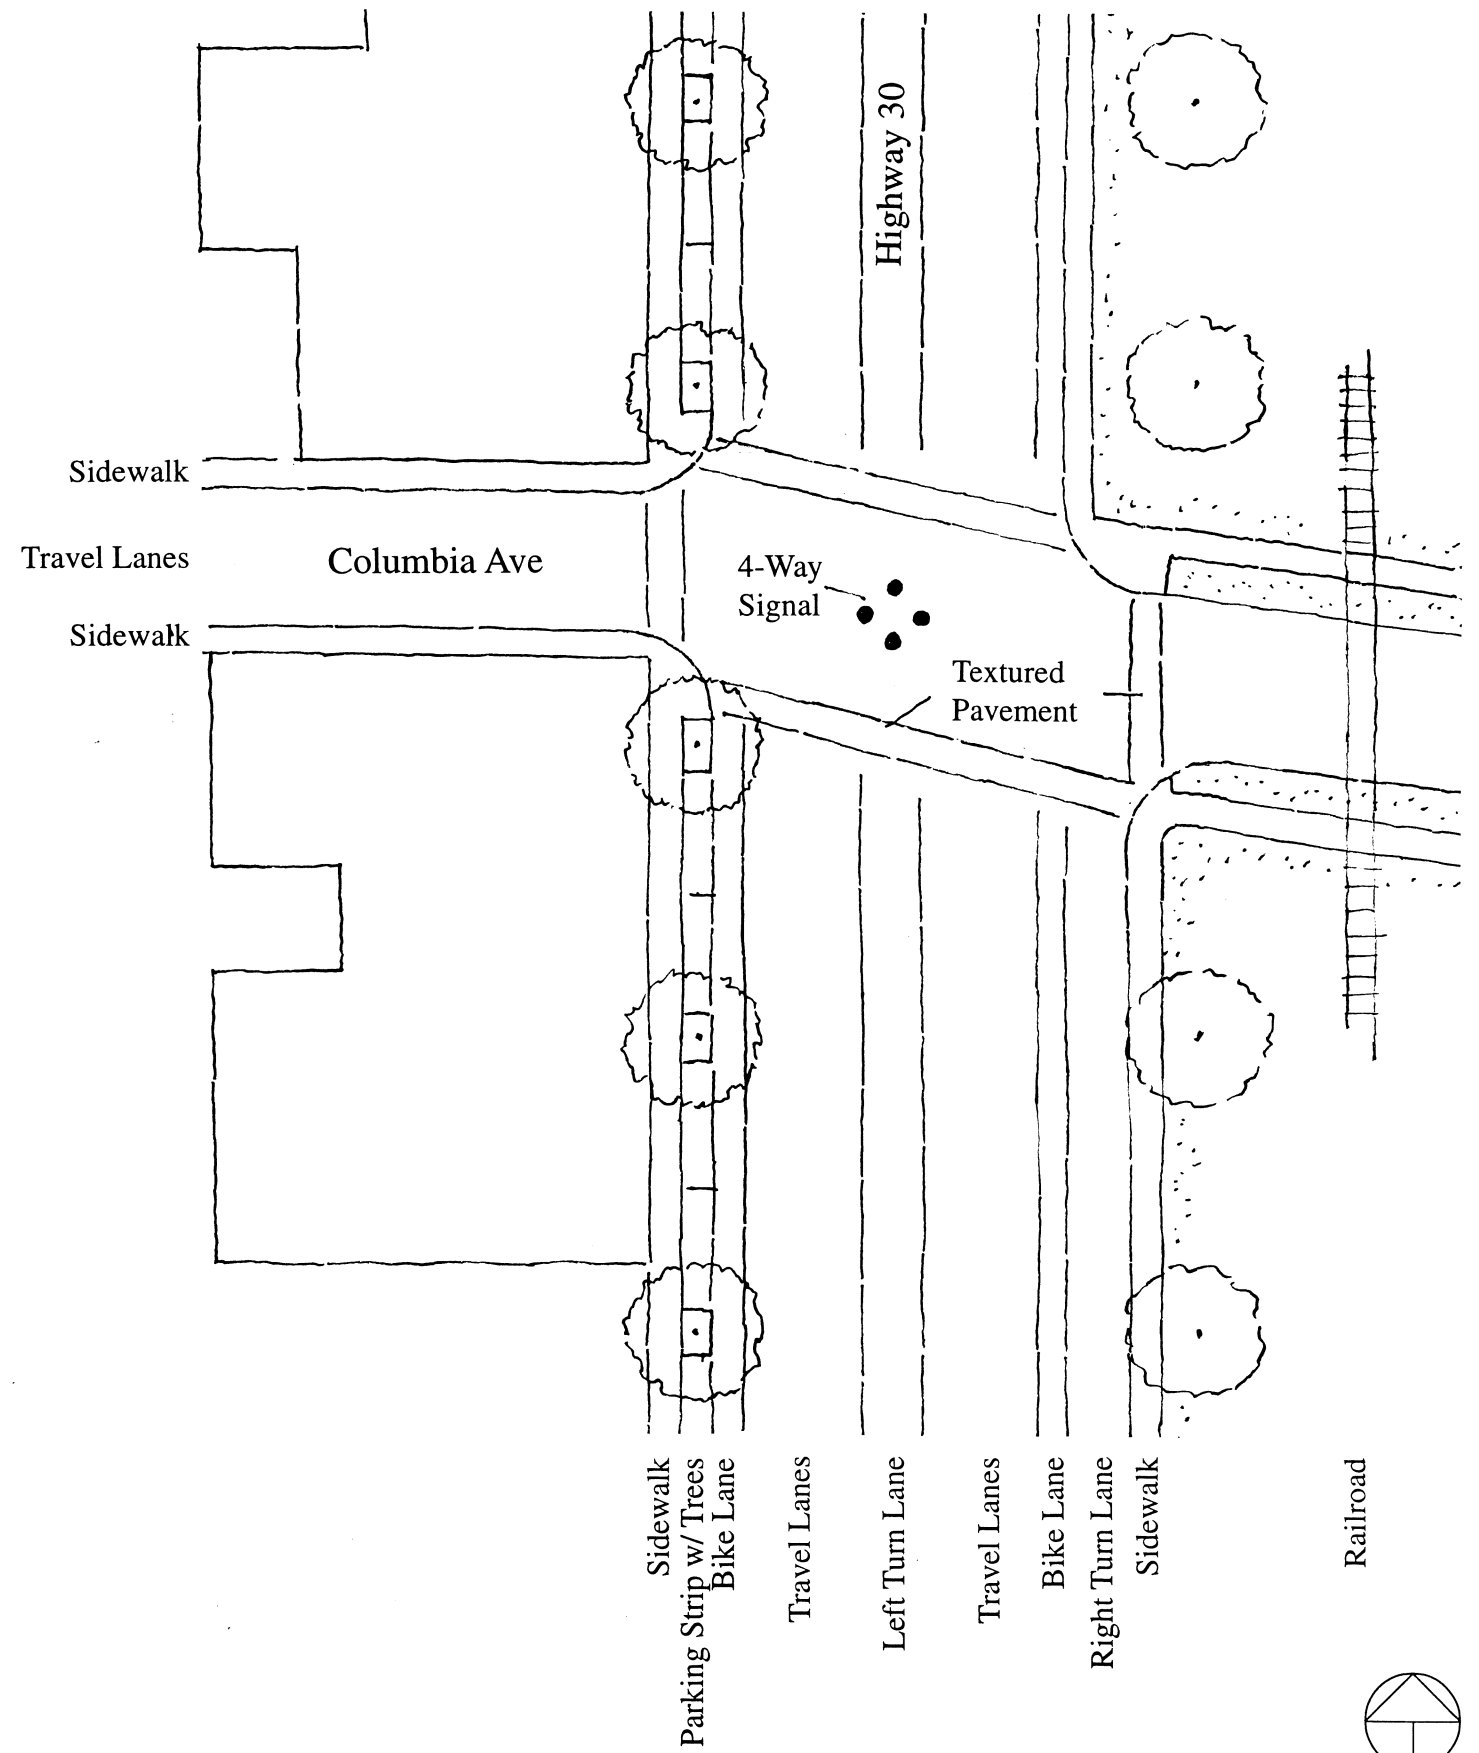 Highway 30
Sidewalk
Travel Lanes
Columbia Ave
4-Way
Signal
Sidewalk
Textured
Pavement
Sidewalk
Parking Strip w/ Trees
Bike Lane
Travel Lanes
Left Turn Lane
Travel Lanes
Bike Lane
Right Turn Lane
Sidewalk
Railroad